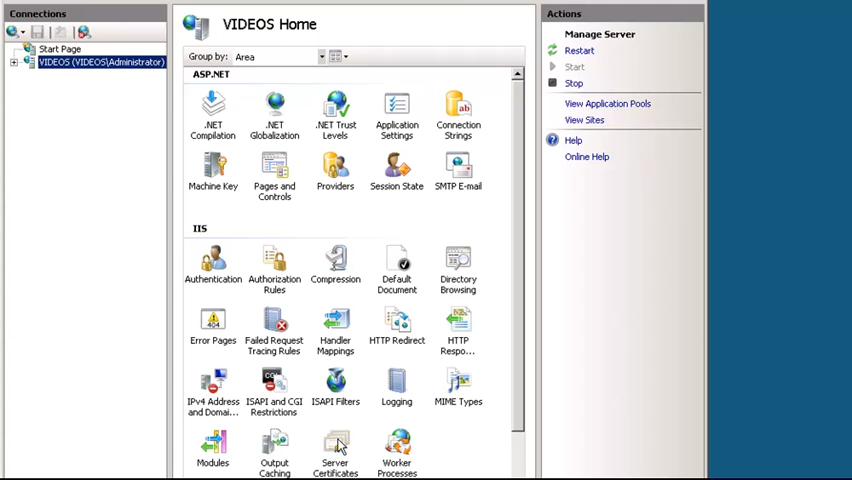 Connections
Start Page
VIDEOS (VIDEOS\Administrator)
VIDEOS Home
Group by: Area
ASP.NET
.NET Compilation
.NET Globalization
.NET Trust Levels
Application Settings
Connection Strings
Machine Key
Pages and Controls
Providers
Session State
SMTP E-mail
IIS
Authentication
Authorization Rules
Compression
Default Document
Directory Browsing
Error Pages
Failed Request Tracing Rules
Handler Mappings
HTTP Redirect
HTTP Respo...
IPv4 Address and Domai...
ISAPI and CGI Restrictions
ISAPI Filters
Logging
MIME Types
Modules
Output Caching
Server Certificates
Worker Processes
Actions
Manage Server
Restart
Start
Stop
View Application Pools
View Sites
Help
Online Help